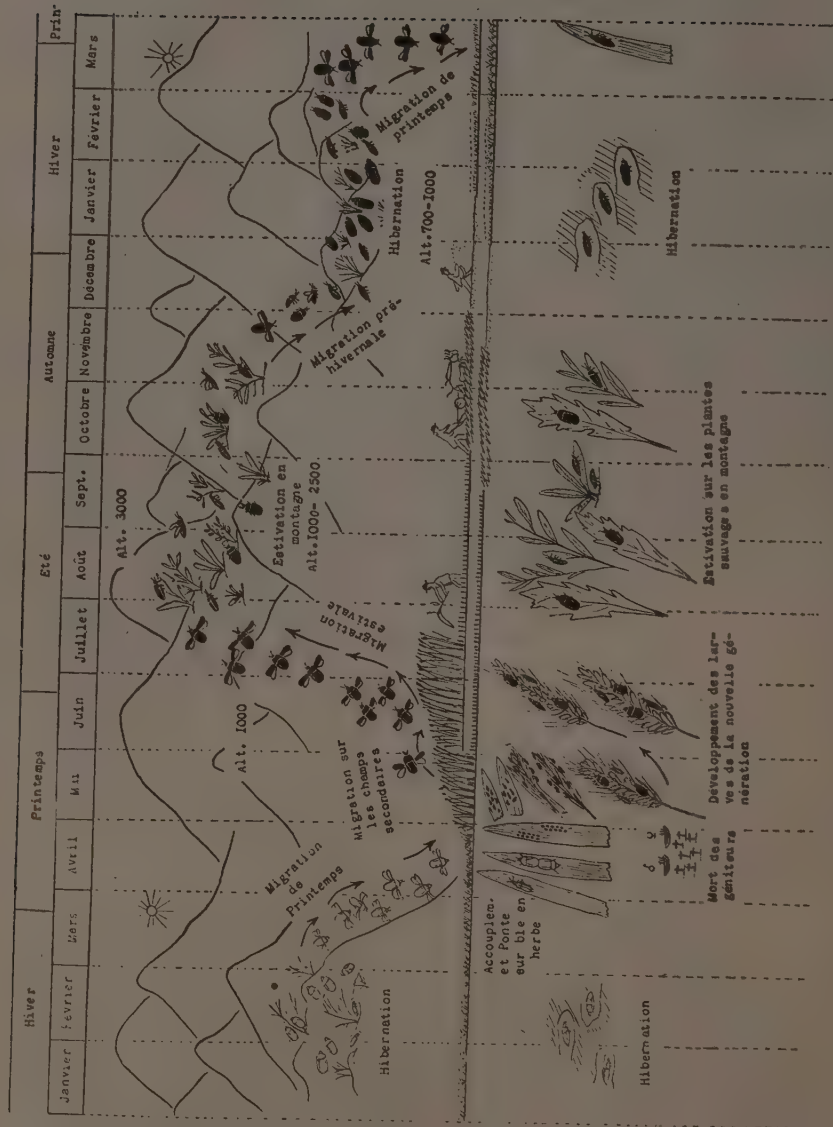 Hiver
Printemps
Eté
Automne
Hiver
Prin-
Janvier
Février
Mars
Avril
Juin
Juillet
Août
Sept.
Octobre
Novembre
Décembre
Janvier
Février
Mars
Alt. 3000
Alt. 1000
Hibernation
Migration
de
Printemps
Migration sur
les champs
secondaires
Migration
estivale
Estivation en
montagne
Alt.1000- 2500
Migration pré-
hivernale
Hibernation
Alt.700-1000
Migration de
printemps
Hibernation
Accouplem.
et Ponte
sur ble en
herbe
♂ ♀
Mort des
géniteurs
Développement des lar-
ves de la nouvelle gé-
nération
Estivation sur les plantes
sauvag s en montagne
Hibernation